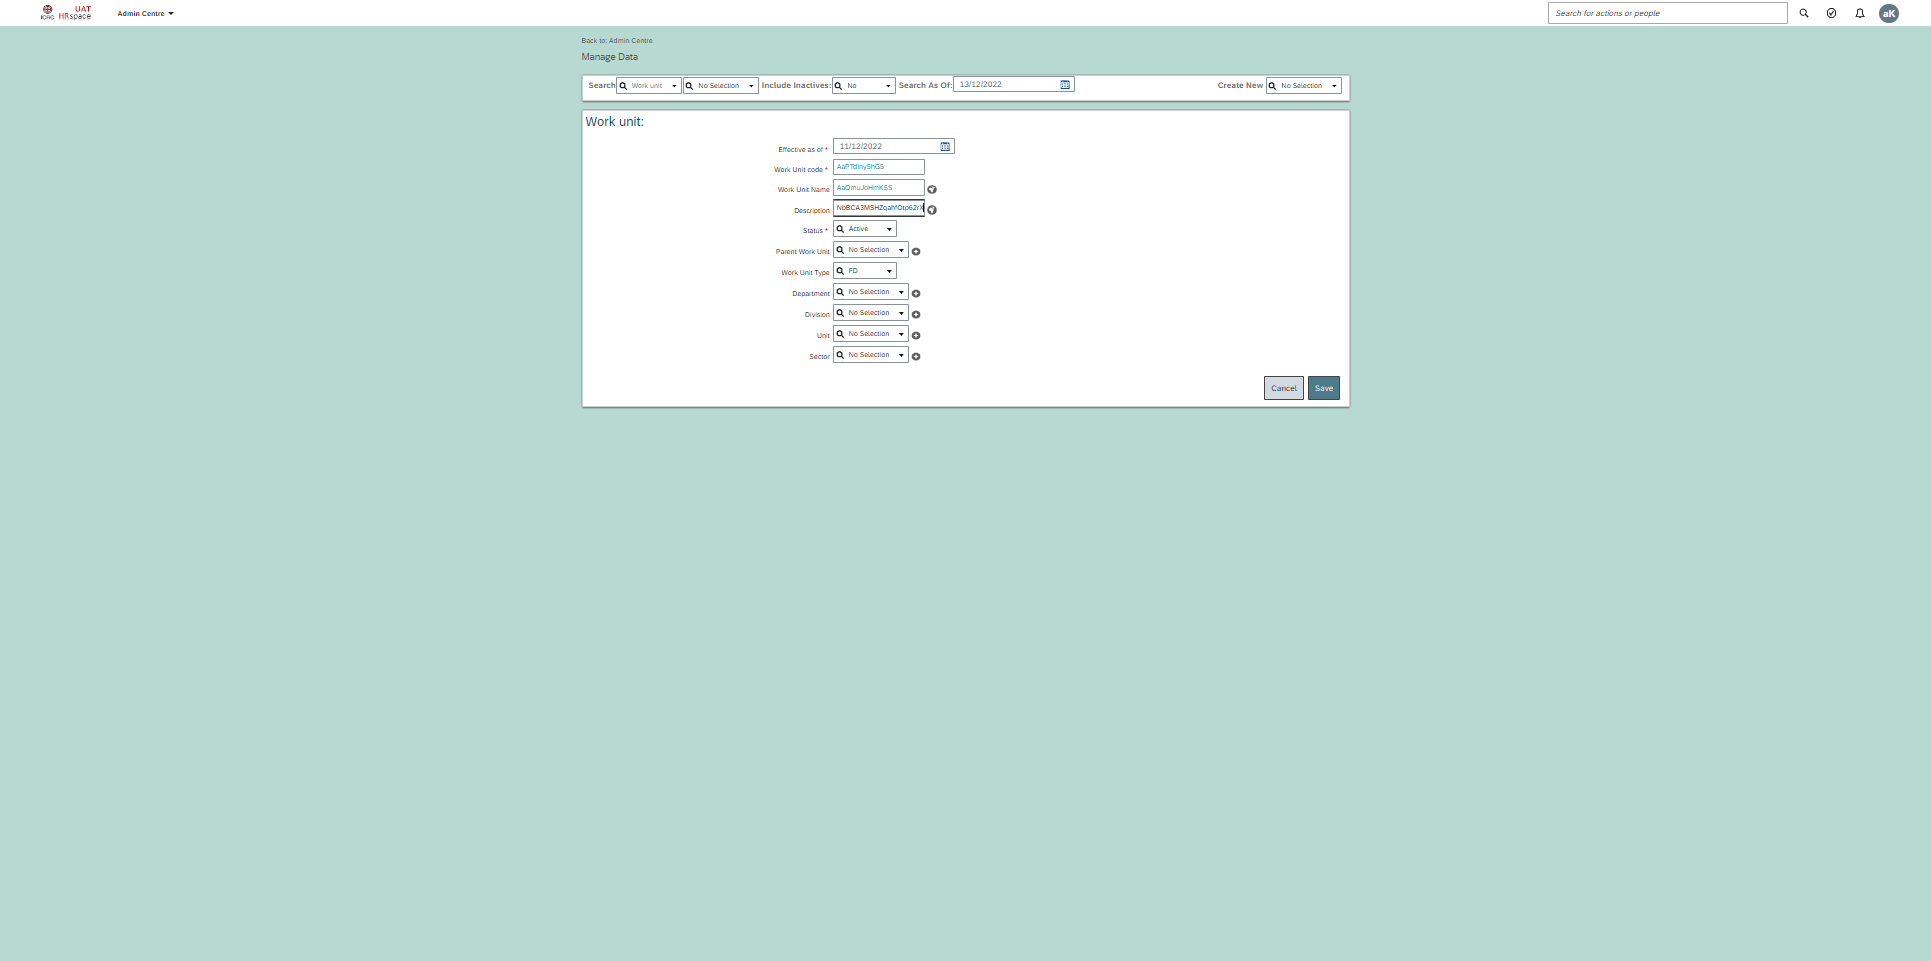 ICRC
UAT
HRspace
Admin Centre
Search for actions or people
aK
Back to: Admin Centre
Manage Data
Search Work unit No Selection Include Inactives: No Search As Of: 13/12/2022 Create New No Selection
Work unit:
Effective as of * 11/12/2022
Work Unit code *
Work Unit Name AaQmuJoHmKSS
Description NbBCA3MSHZqahfOtp62rX
Status * Active
Parent Work Unit No Selection
Work Unit Type FD
Department No Selection
Division No Selection
Unit No Selection
Sector No Selection
Cancel Save